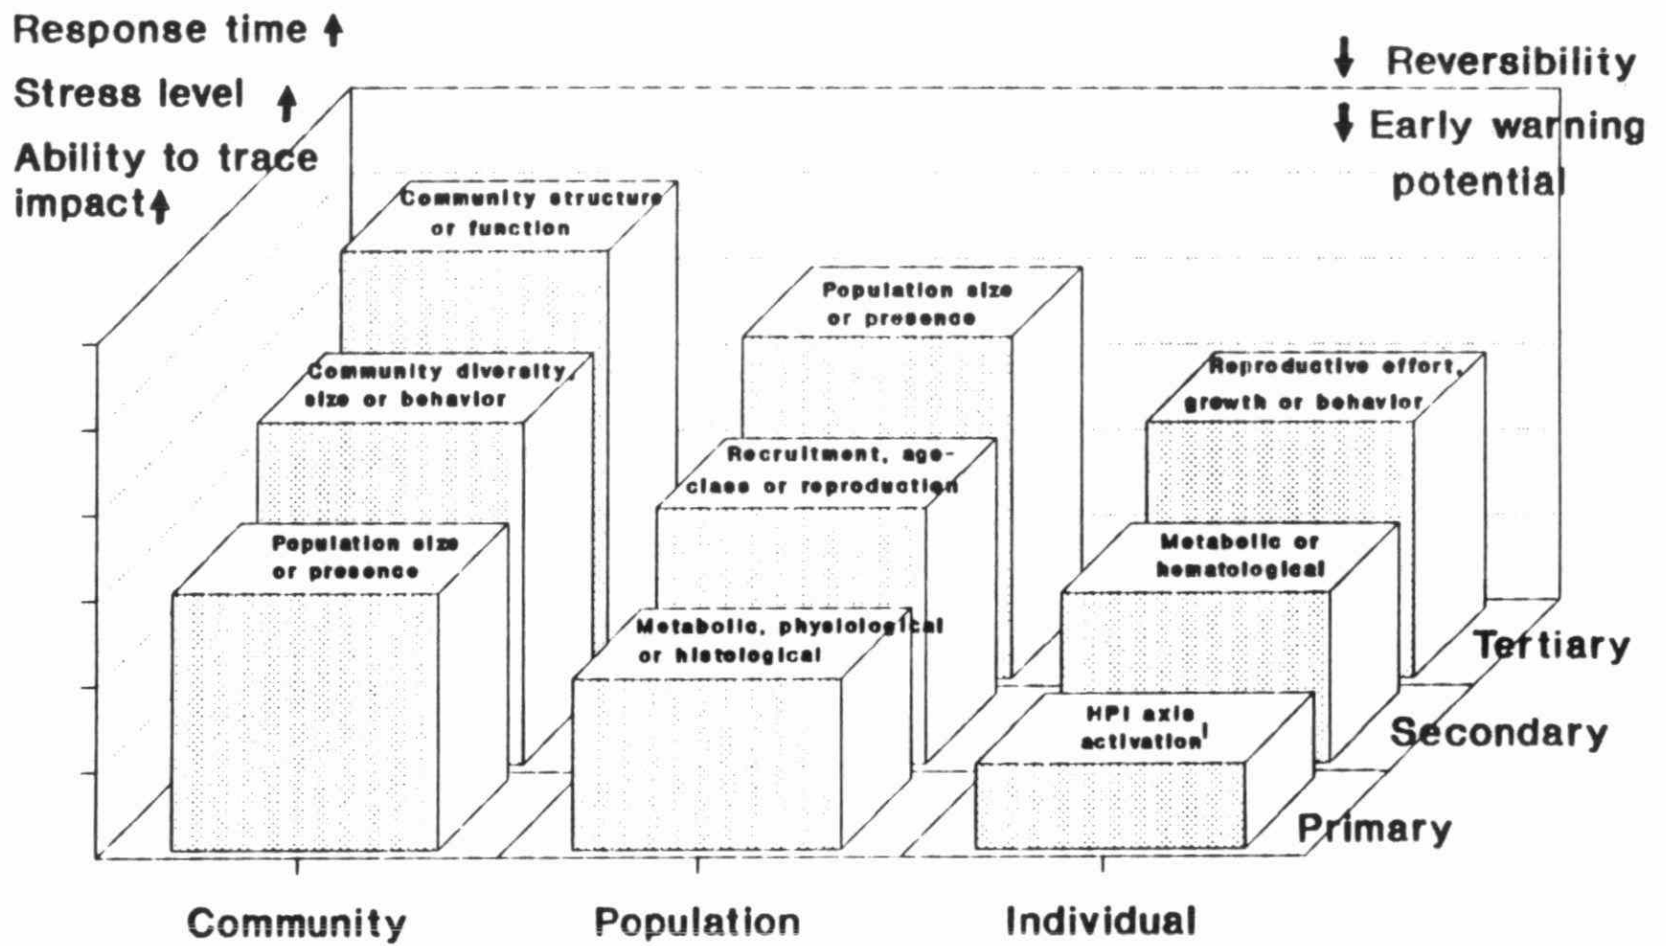 Response time ↑
Stress level ↑
Ability to trace
impact↑
↓ Reversibility
↓ Early warning
potential
Community structure
or function
Population size
or presence
Reproductive effort,
growth or behavior
Community diversity,
size or behavior
Recruitment, age-
class or reproduction
Metabolic or
hematological
Population size
or presence
Metabolic, physiological
or histological
HPI axis
activation¹
Tertiary
Secondary
Primary
Community
Population
Individual